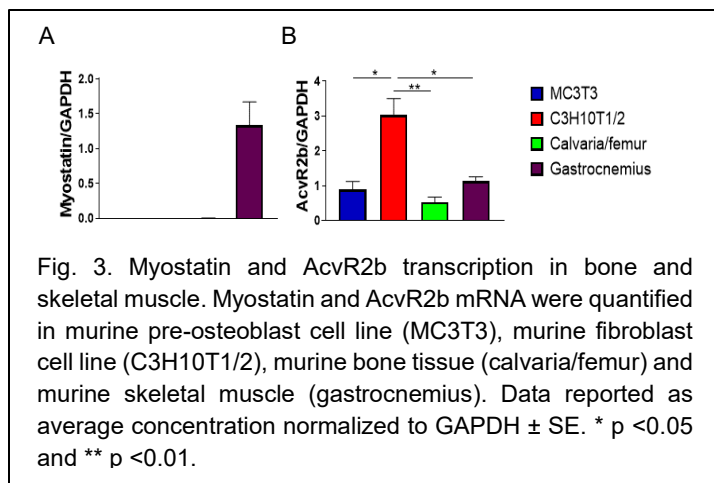 A
B
Myostatin/GAPDH
2.0
1.5
1.0
0.5
0.0
AcvR2b/GAPDH
4
3
2
1
0
*
*
**
MC3T3
C3H10T1/2
Calvaria/femur
Gastrocnemius
Fig. 3. Myostatin and AcvR2b transcription in bone and
skeletal muscle. Myostatin and AcvR2b mRNA were quantified
in murine pre-osteoblast cell line (MC3T3), murine fibroblast
cell line (C3H10T1/2), murine bone tissue (calvaria/femur) and
murine skeletal muscle (gastrocnemius). Data reported as
average concentration normalized to GAPDH ± SE. * p <0.05
and ** p <0.01.